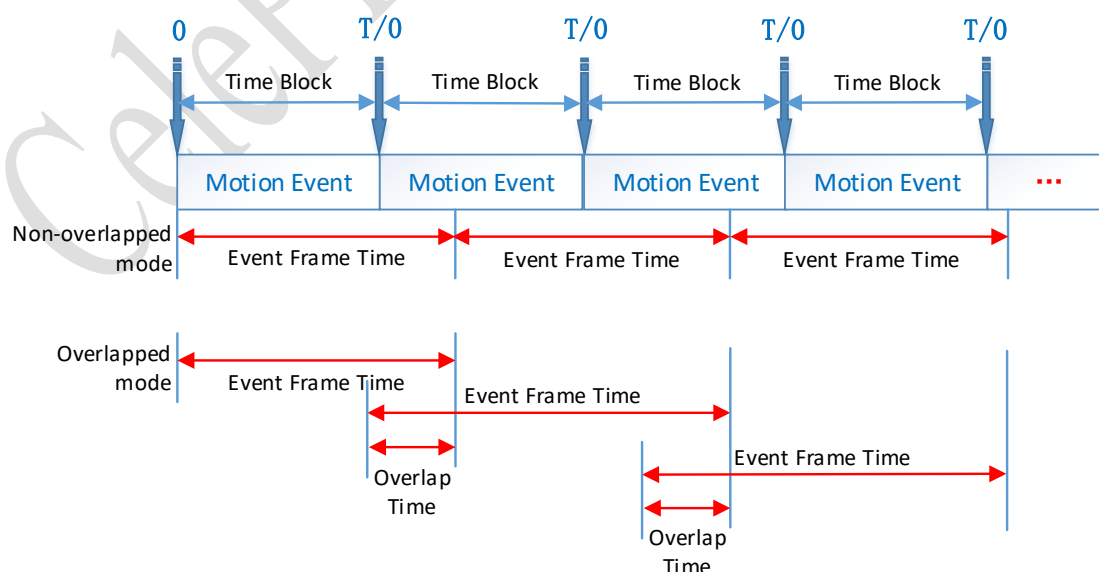 0 T/0 T/0 T/0 T/0
Time Block Time Block Time Block Time Block
Motion Event Motion Event Motion Event Motion Event ...
Non-overlapped
mode
Event Frame Time Event Frame Time Event Frame Time
Overlapped
mode
Event Frame Time
Event Frame Time
Overlap
Time
Event Frame Time
Overlap
Time